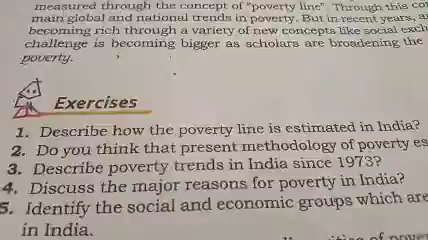 measured through the concept of "poverty line". Through this
main global and national trends in poverty. But in recent years,
becoming rich through a variety of new concepts like social
challenge is becoming bigger as scholars are broadening the
poverty.
Exercises
1. Describe how the poverty line is estimated in India?
2. Do you think that present methodology of poverty es
3. Describe poverty trends in India since 1973?
4. Discuss the major reasons for poverty in India?
5. Identify the social and economic groups which are
in India.
of